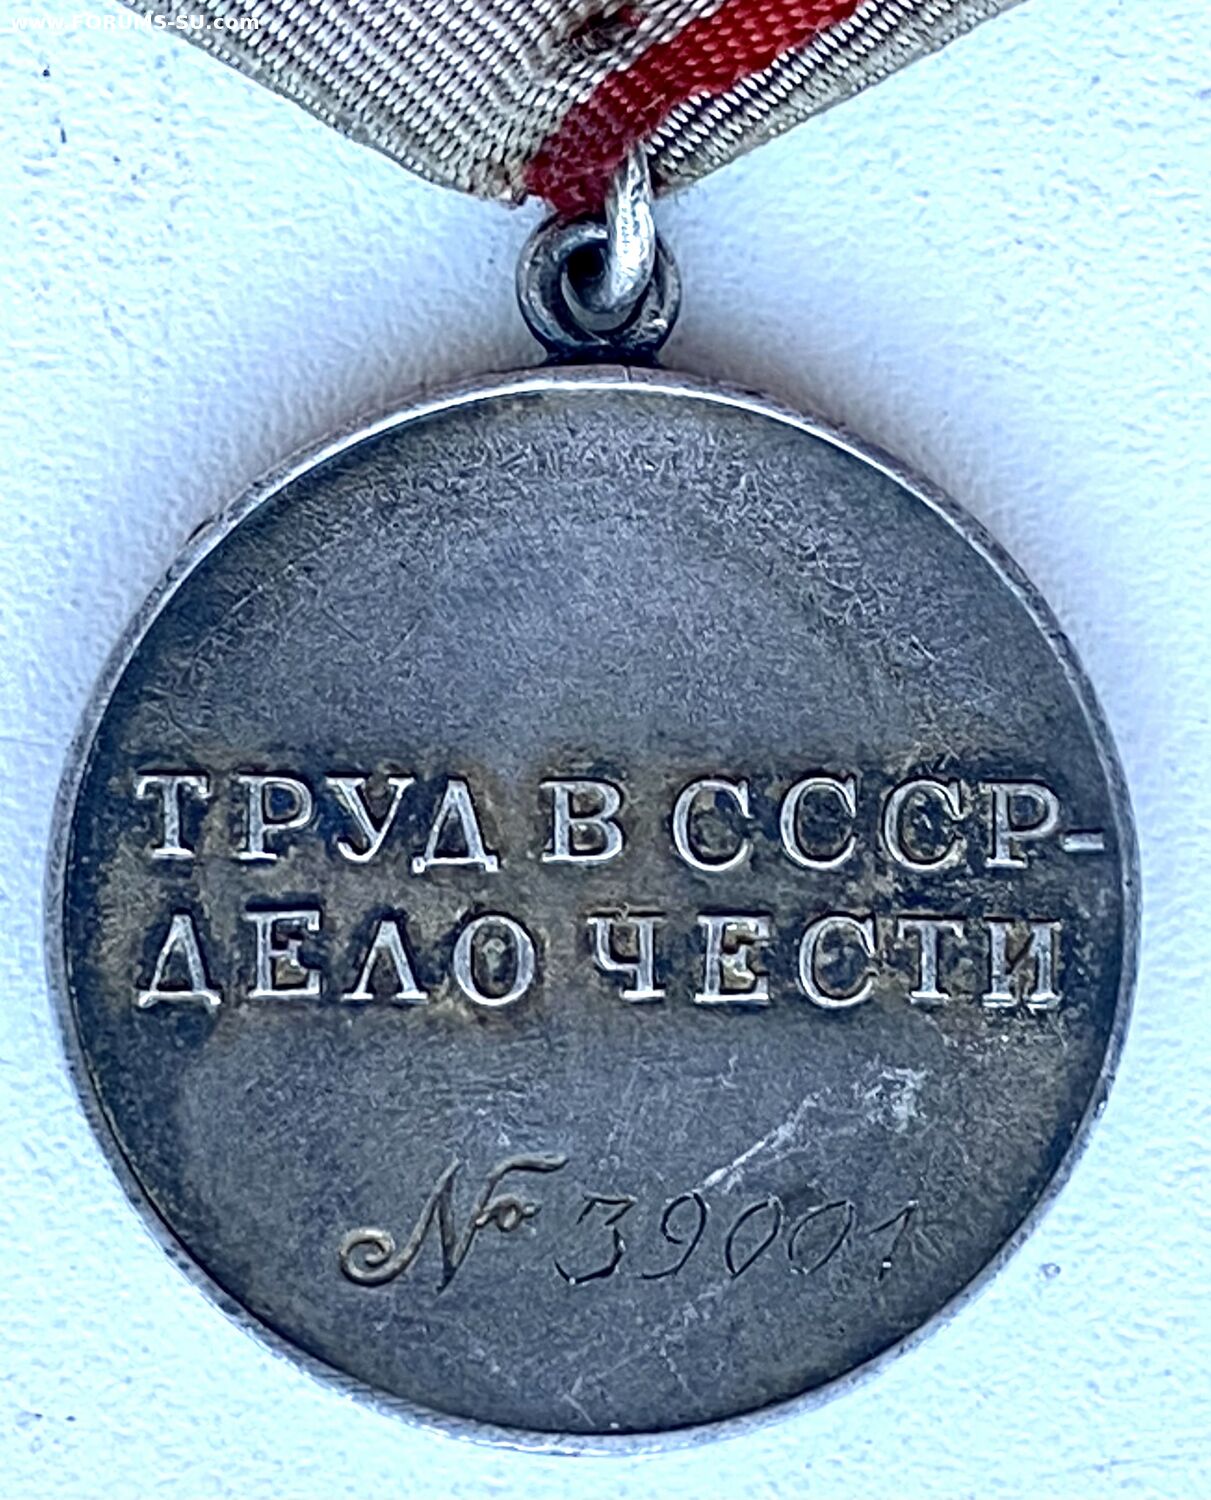 www.FORUMS-SU.com
ТРУД В СССР-
ДЕЛО ЧЕСТИ
№ 39001